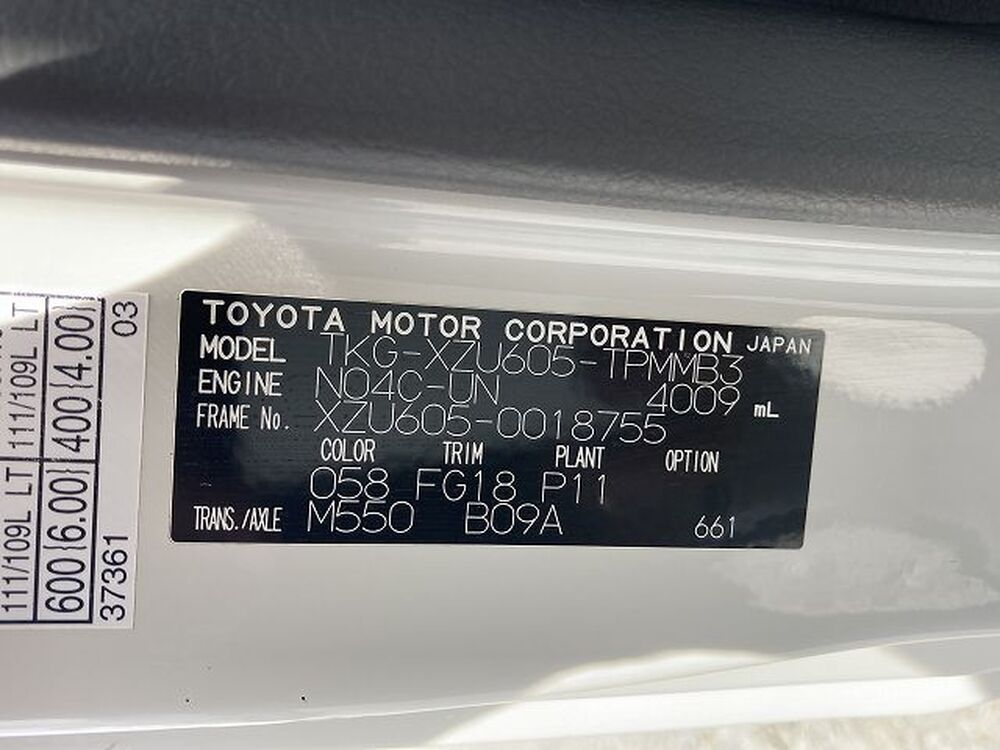 TOYOTA MOTOR CORPORATION JAPAN
MODEL TKG-XZU605-TPMMB3
ENGINE N04C-UN 4009 mL
FRAME No. XZU605-0018755
COLOR TRIM PLANT OPTION
058 FG18 P11
TRANS./AXLE M550 B09A 661
111/109L LT 111/109L LT
600 6.00 400 4.00
37361 03